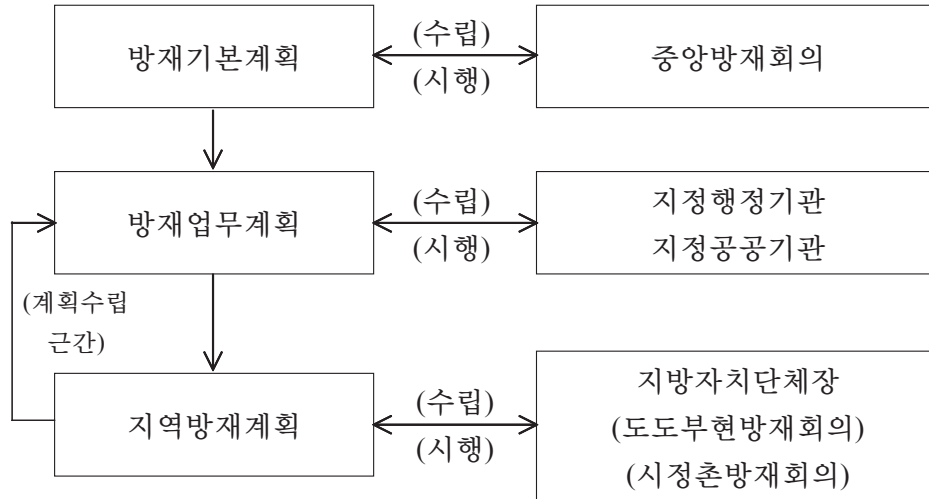 방재기본계획
(수립)
(시행)
중앙방재회의
방재업무계획
(수립)
(시행)
지정행정기관
지정공공기관
(계획수립
근간)
지역방재계획
(수립)
(시행)
지방자치단체장
(도도부현방재회의)
(시정촌방재회의)